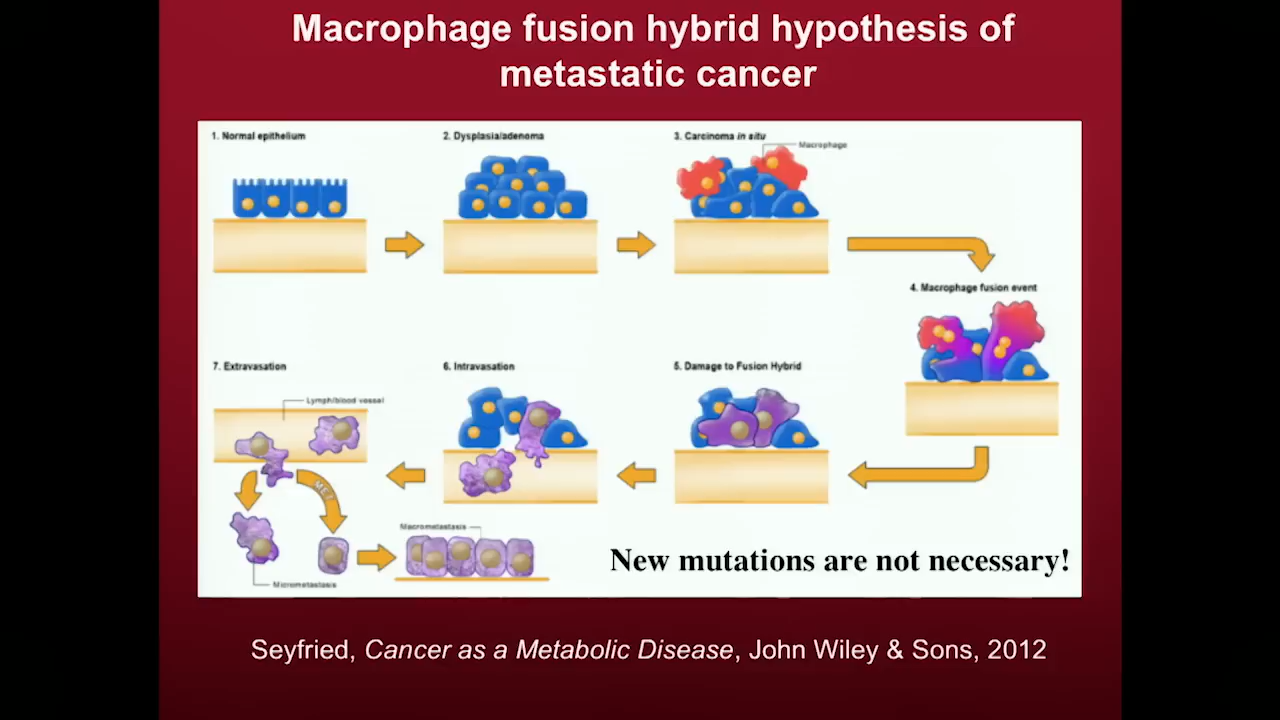 Macrophage fusion hybrid hypothesis of
metastatic cancer
1. Normal epithelium
2. Dysplasia/adenoma
3. Carcinoma in situ
Macrophage
4. Macrophage fusion event
7. Extravasation
6. Intravasation
5. Damage to Fusion Hybrid
Lymph/blood vessel
MET
Macrometastasis
Micrometastasis
New mutations are not necessary!
Seyfried, Cancer as a Metabolic Disease, John Wiley & Sons, 2012